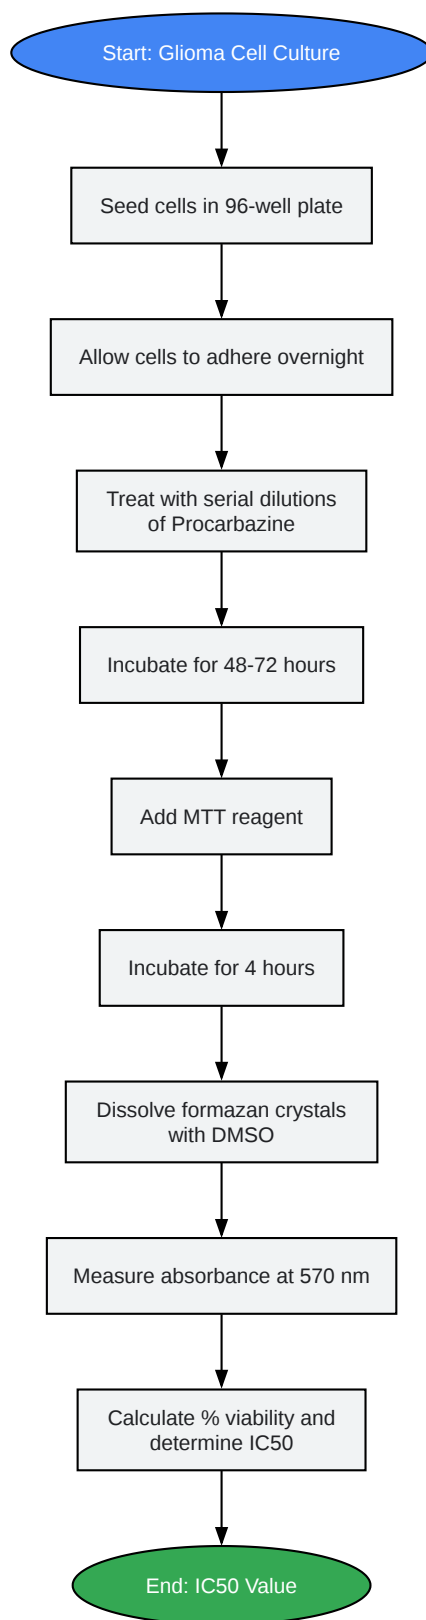 Start: Glioma Cell Culture
Seed cells in 96-well plate
Allow cells to adhere overnight
Treat with serial dilutions
of Procarbazine
Incubate for 48-72 hours
Add MTT reagent
Incubate for 4 hours
Dissolve formazan crystals
with DMSO
Measure absorbance at 570 nm
Calculate % viability and
determine IC50
End: IC50 Value